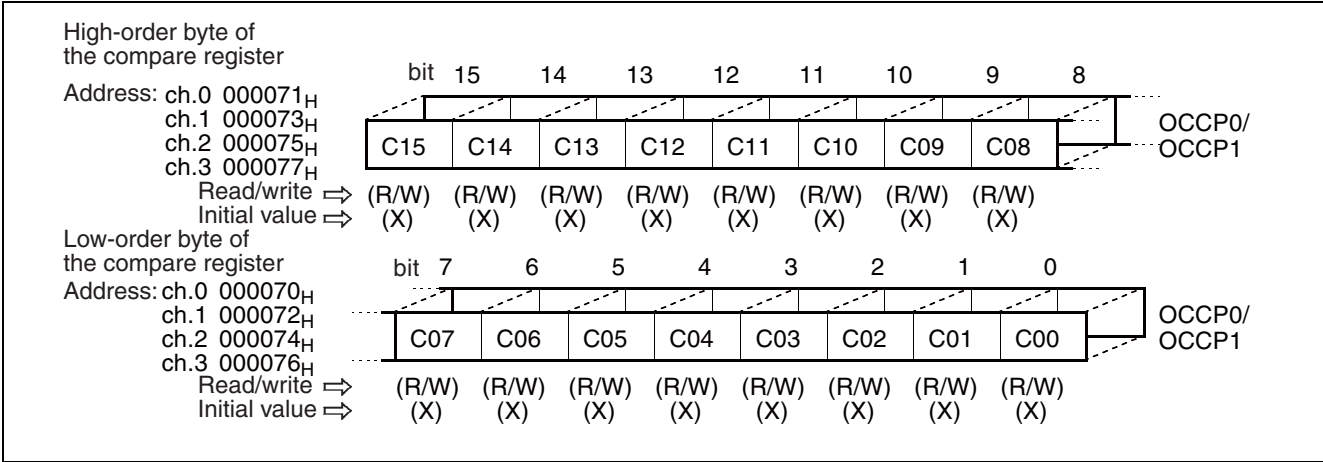 High-order byte of
the compare register
bit 15 14 13 12 11 10 9 8
Address: ch.0 000071H
ch.1 000073H
ch.2 000075H
ch.3 000077H
C15 C14 C13 C12 C11 C10 C09 C08
OCCP0/
OCCP1
Read/write ⇨ (R/W) (R/W) (R/W) (R/W) (R/W) (R/W) (R/W) (R/W)
Initial value ⇨ (X) (X) (X) (X) (X) (X) (X) (X)
Low-order byte of
the compare register
bit 7 6 5 4 3 2 1 0
Address: ch.0 000070H
ch.1 000072H
ch.2 000074H
ch.3 000076H
C07 C06 C05 C04 C03 C02 C01 C00
OCCP0/
OCCP1
Read/write ⇨ (R/W) (R/W) (R/W) (R/W) (R/W) (R/W) (R/W) (R/W)
Initial value ⇨ (X) (X) (X) (X) (X) (X) (X) (X)